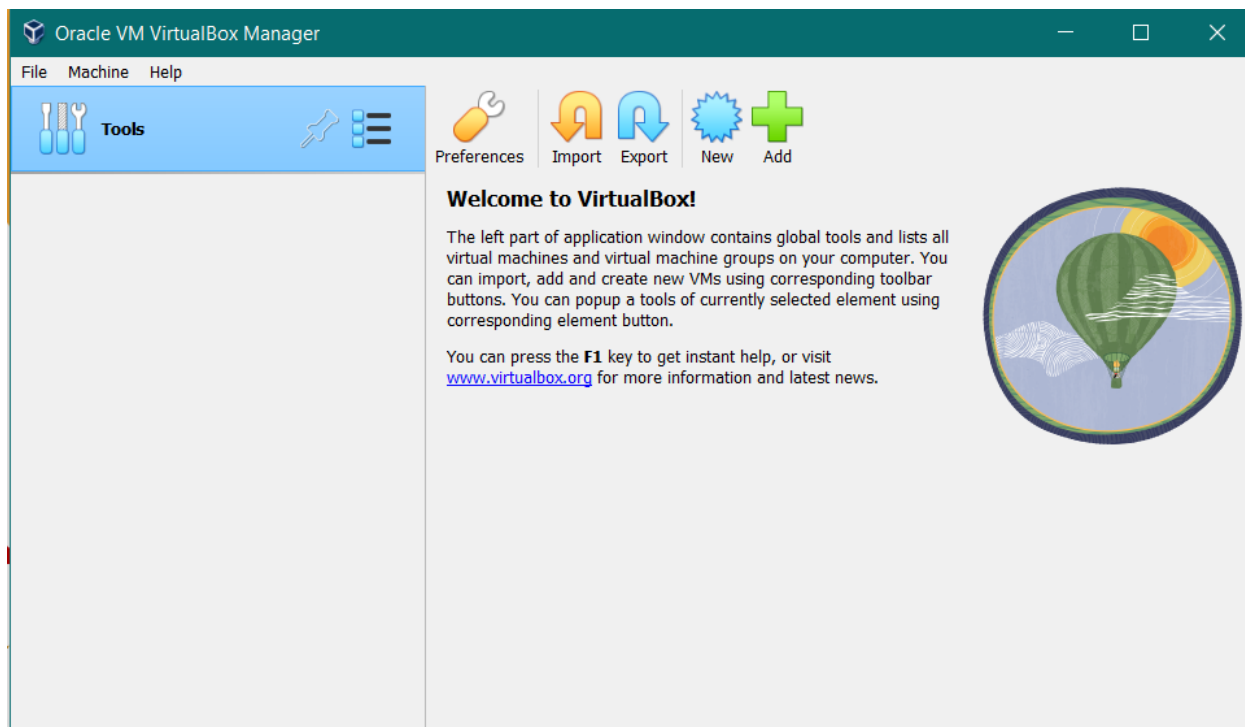 Oracle VM VirtualBox Manager
File Machine Help
Tools
Preferences Import Export New Add
Welcome to VirtualBox!
The left part of application window contains global tools and lists all
virtual machines and virtual machine groups on your computer. You
can import, add and create new VMs using corresponding toolbar
buttons. You can popup a tools of currently selected element using
corresponding element button.
You can press the F1 key to get instant help, or visit
www.virtualbox.org for more information and latest news.